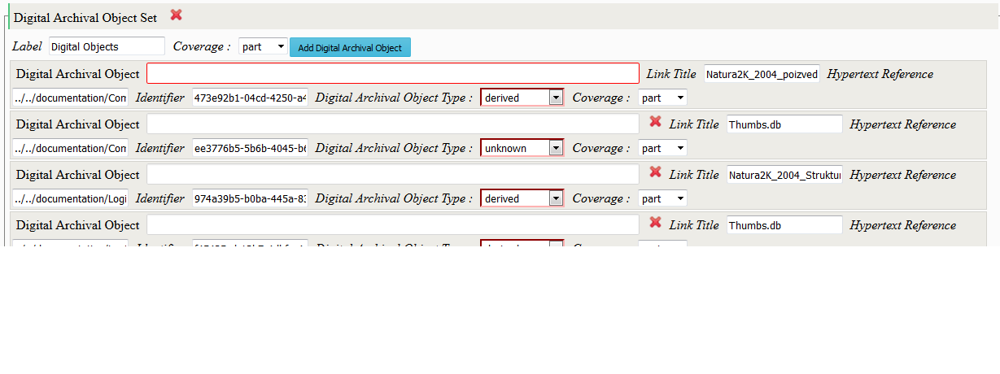 Digital Archival Object Set
Label Digital Objects Coverage : part Add Digital Archival Object
Digital Archival Object Link Title Natura2K_2004_poizved Hypertext Reference
../../documentation/Con Identifier 473e92b1-04cd-4250-a4 Digital Archival Object Type : derived Coverage : part
Digital Archival Object Link Title Thumbs.db Hypertext Reference
../../documentation/Con Identifier ee3776b5-5b6b-4045-b6 Digital Archival Object Type : unknown Coverage : part
Digital Archival Object Link Title Natura2K_2004_Struktur Hypertext Reference
../../documentation/Logi Identifier 974a39b5-b0ba-445a-83 Digital Archival Object Type : derived Coverage : part
Digital Archival Object Link Title Thumbs.db Hypertext Reference